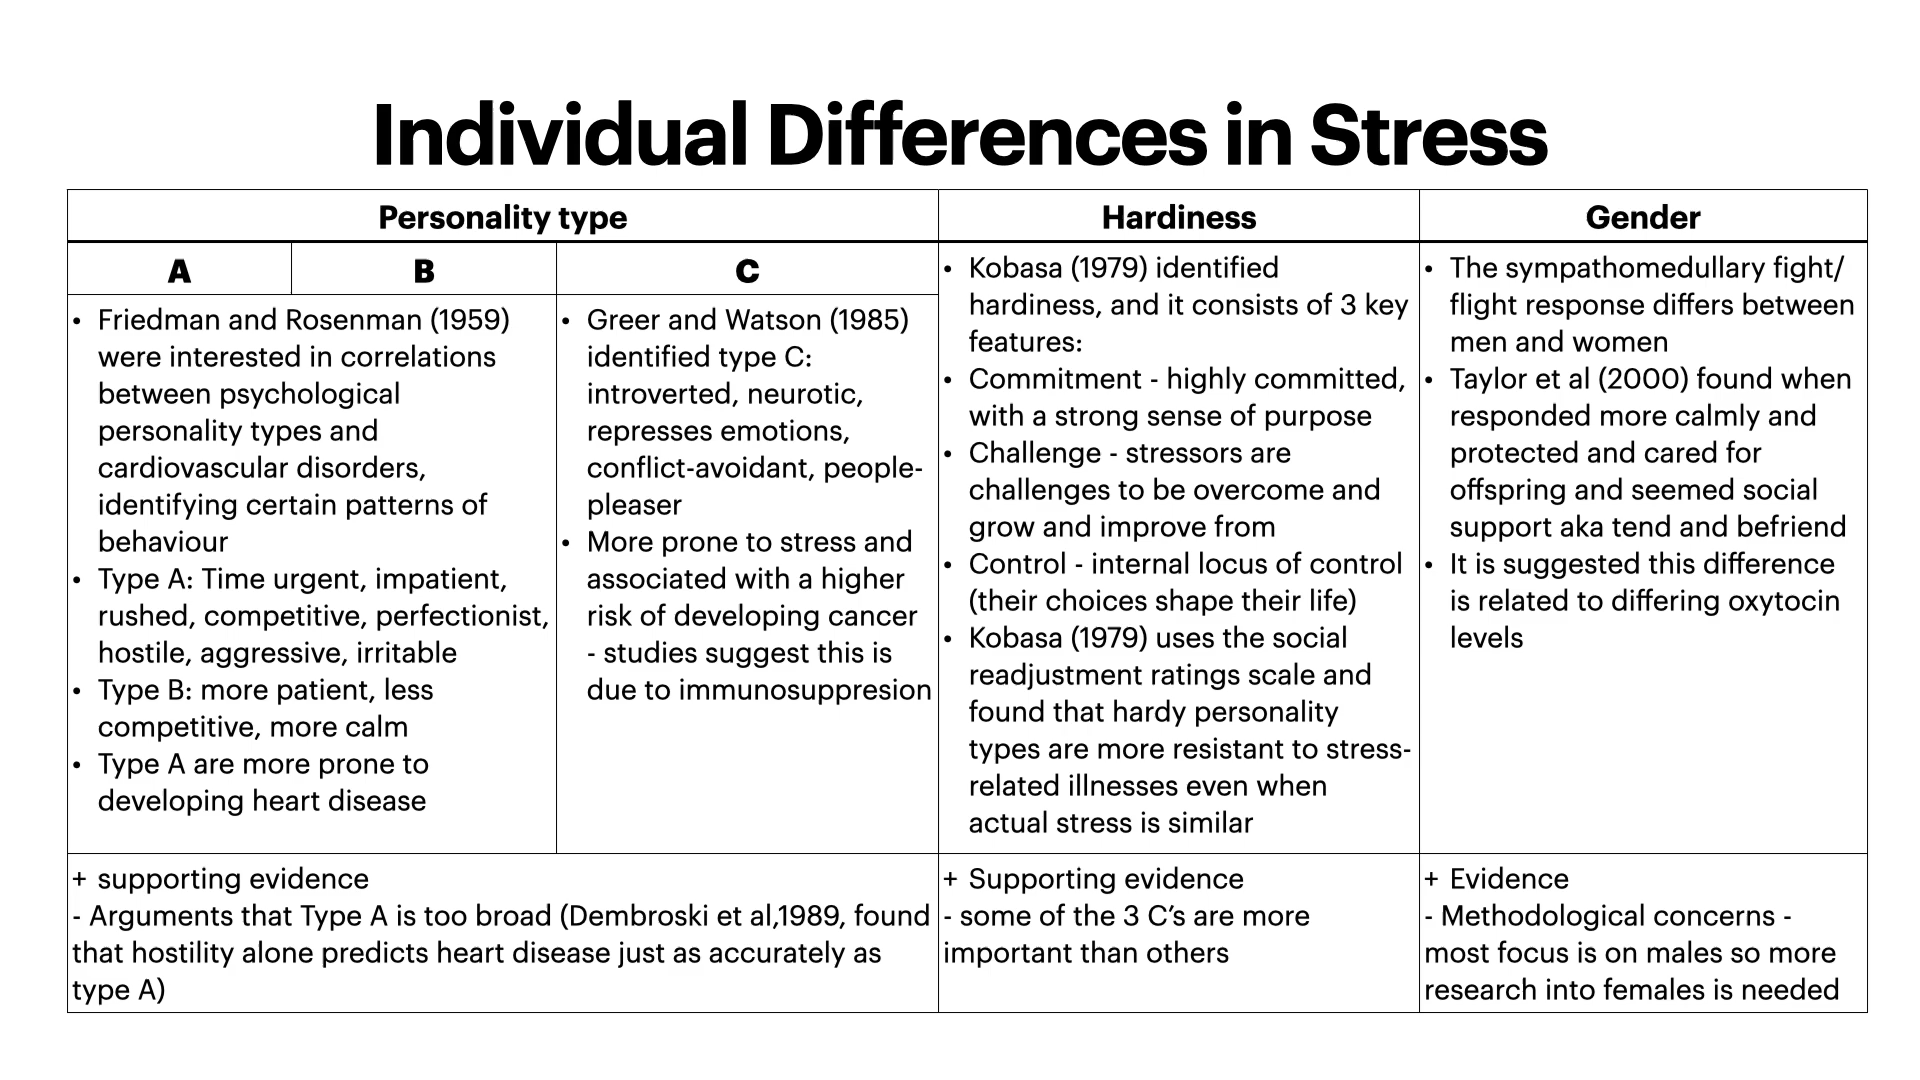 Individual Differences in Stress
Personality type
Hardiness
Gender
A
B
C
• Friedman and Rosenman (1959)
were interested in correlations
between psychological
personality types and
cardiovascular disorders,
identifying certain patterns of
behaviour
• Type A: Time urgent, impatient,
rushed, competitive, perfectionist,
hostile, aggressive, irritable
• Type B: more patient, less
competitive, more calm
• Type A are more prone to
developing heart disease
• Greer and Watson (1985)
identified type C:
introverted, neurotic,
represses emotions,
conflict-avoidant, people-
pleaser
• More prone to stress and
associated with a higher
risk of developing cancer
- studies suggest this is
due to immunosuppresion
• Kobasa (1979) identified
hardiness, and it consists of 3 key
features:
• Commitment - highly committed,
with a strong sense of purpose
• Challenge - stressors are
challenges to be overcome and
grow and improve from
• Control - internal locus of control
(their choices shape their life)
• Kobasa (1979) uses the social
readjustment ratings scale and
found that hardy personality
types are more resistant to stress-
related illnesses even when
actual stress is similar
• The sympathomedullary fight/
flight response differs between
men and women
• Taylor et al (2000) found when
responded more calmly and
protected and cared for
offspring and seemed social
support aka tend and befriend
• It is suggested this difference
is related to differing oxytocin
levels
+ supporting evidence
- Arguments that Type A is too broad (Dembroski et al,1989, found
that hostility alone predicts heart disease just as accurately as
type A)
+ Supporting evidence
- some of the 3 C’s are more
important than others
+ Evidence
- Methodological concerns -
most focus is on males so more
research into females is needed